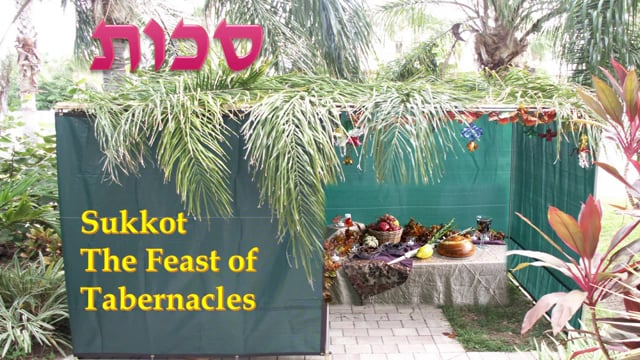 סכות
Sukkot
The Feast of
Tabernacles